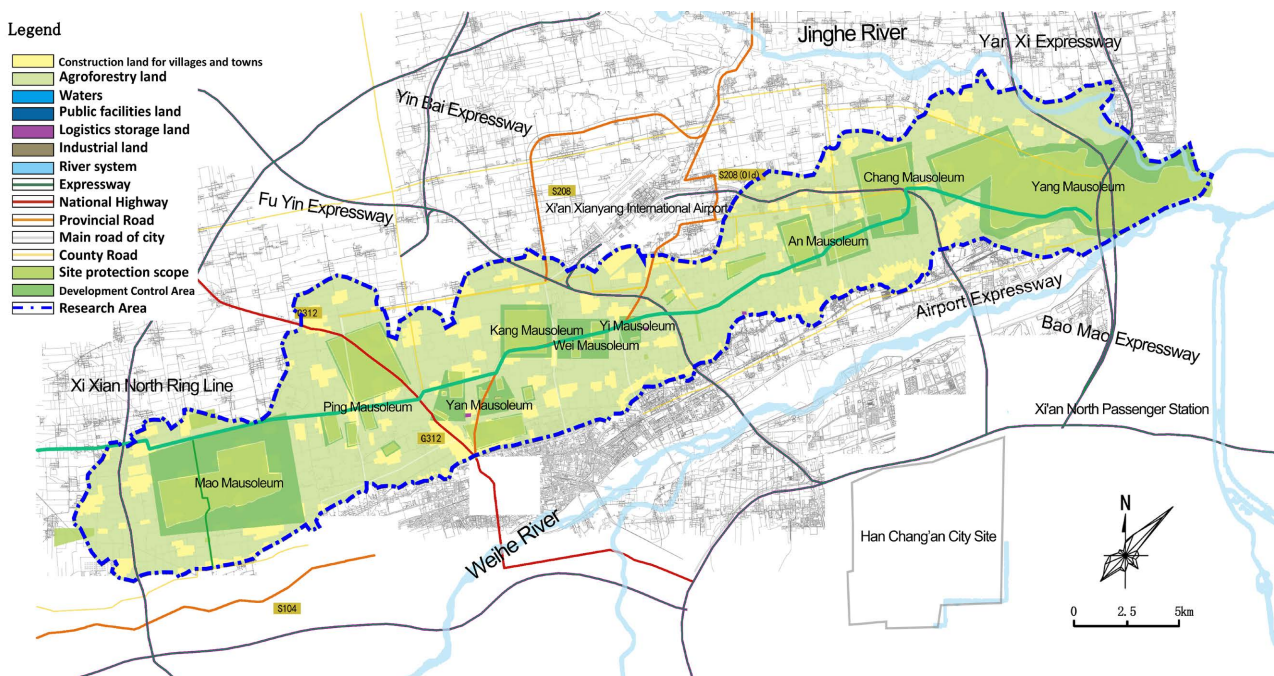 Legend
Construction land for villages and towns
Agroforestry land
Waters
Public facilities land
Logistics storage land
Industrial land
River system
Expressway
National Highway
Provincial Road
Main road of city
County Road
Site protection scope
Development Control Area
Research Area
Jinghe River
Yan Xi Expressway
Yin Bai Expressway
S208
S208(Old)
Chang Mausoleum
Yang Mausoleum
Fu Yin Expressway
Xi'an Xianyang International Airport
An Mausoleum
G312
Kang Mausoleum
Yi Mausoleum
Wei Mausoleum
Airport Expressway
Bao Mao Expressway
Xi Xian North Ring Line
Ping Mausoleum
Yan Mausoleum
G312
Xi'an North Passenger Station
Mao Mausoleum
Weihe River
Han Chang'an City Site
N
S104
0 2.5 5km